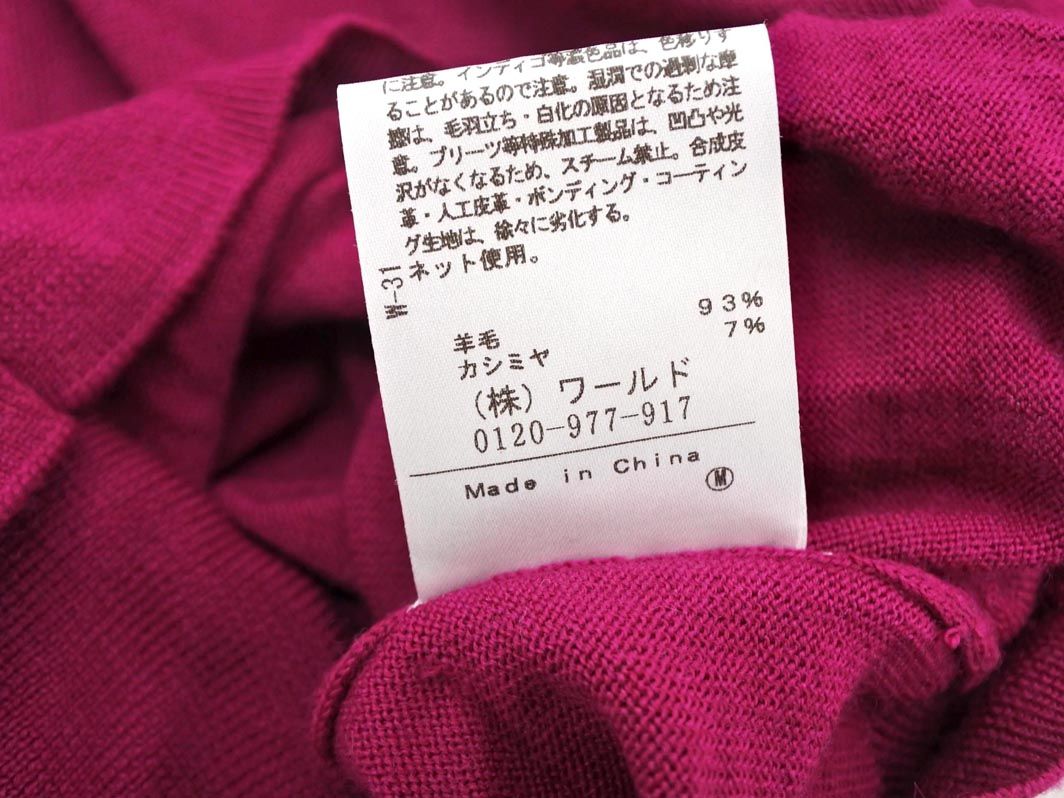 に注意。インディゴ等濃色品は、色移りす
ることがあるので注意。湿潤での過剰な摩
擦は、毛羽立ち・白化の原因となるため注
意。プリーツ等特殊加工製品は、凹凸や光
沢がなくなるため、スチーム禁止。合成皮
革・人工皮革・ボンディング・コーティン
グ生地は、徐々に劣化する。
ネット使用。
W-31
羊毛 93%
カシミヤ 7%
(株) ワールド
0120-977-917
Made in China
M